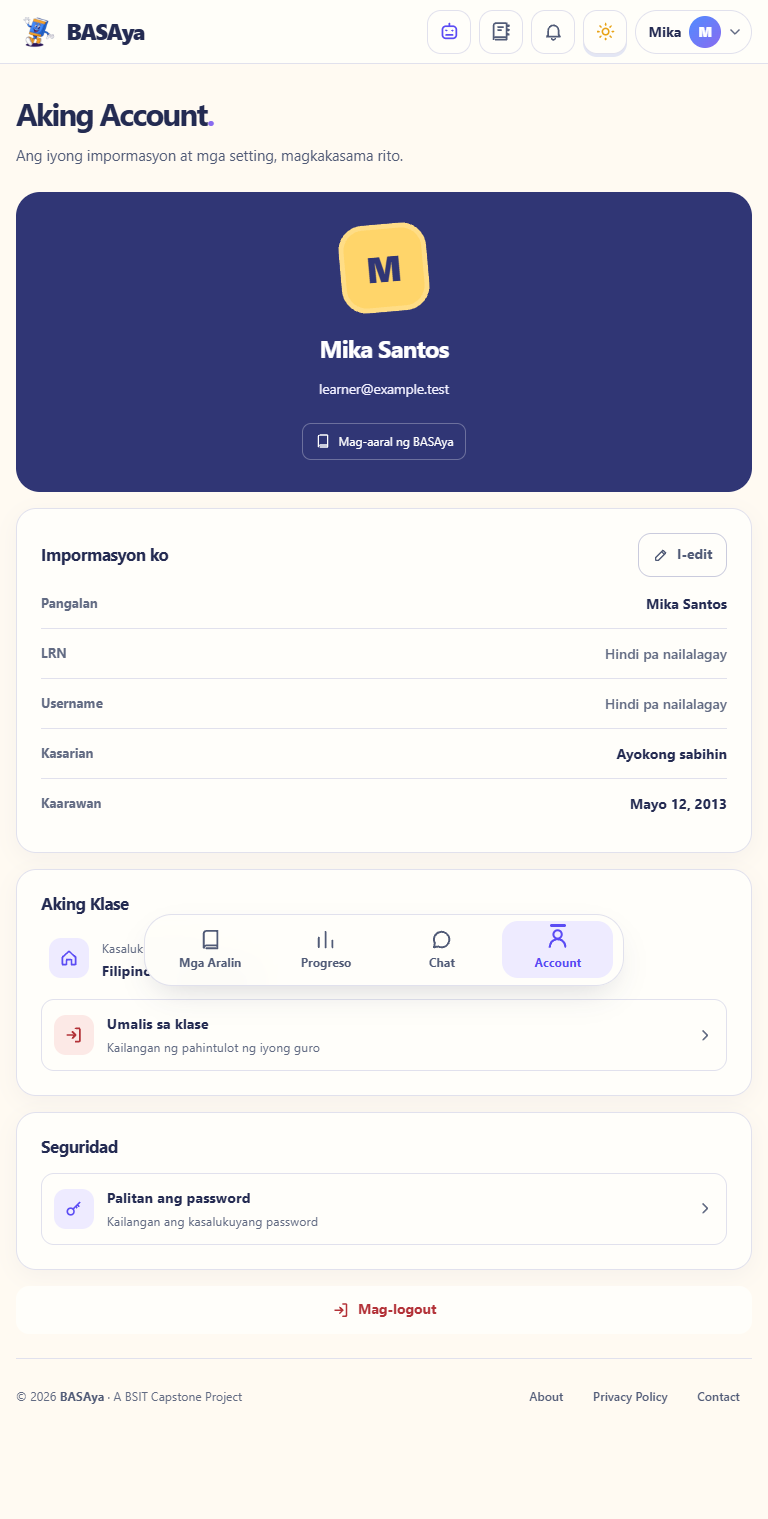 BASAya
Mika
M
Aking Account.
Ang iyong impormasyon at mga setting, magkakasama rito.
M
Mika Santos
learner@example.test
Mag-aaral ng BASAya
Impormasyon ko
I-edit
Pangalan
Mika Santos
LRN
Hindi pa nailalagay
Username
Hindi pa nailalagay
Kasarian
Ayokong sabihin
Kaarawan
Mayo 12, 2013
Aking Klase
Mga Aralin
Progreso
Chat
Account
Umalis sa klase
Kailangan ng pahintulot ng iyong guro
Seguridad
Palitan ang password
Kailangan ang kasalukuyang password
Mag-logout
© 2026 BASAya · A BSIT Capstone Project
About
Privacy Policy
Contact